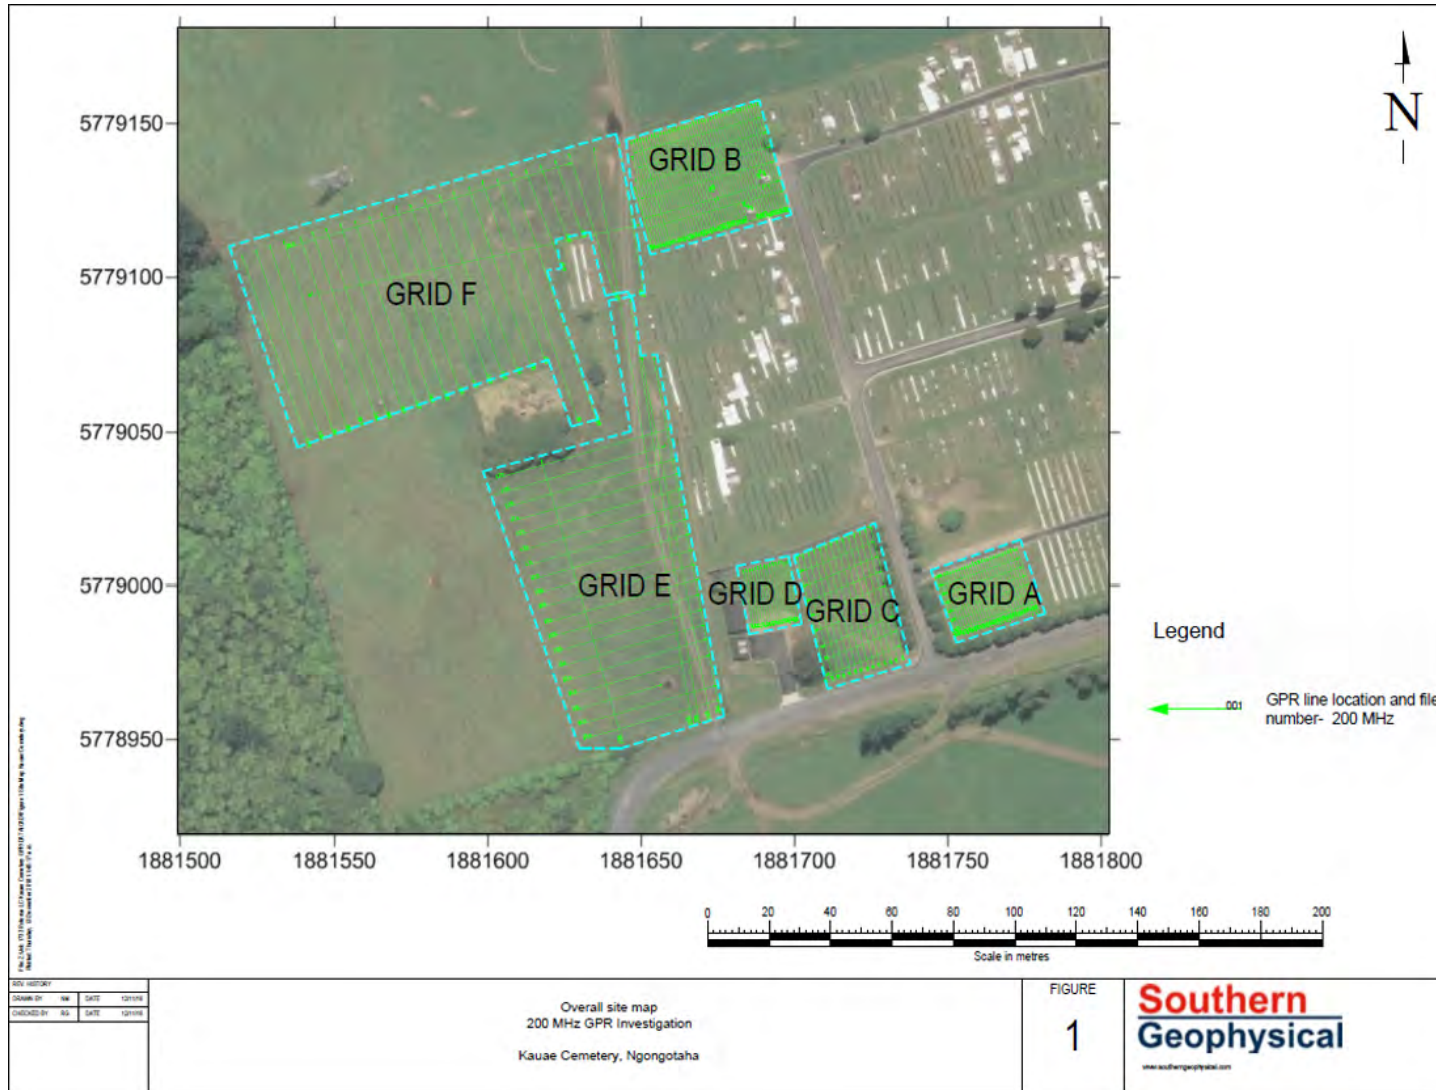 N
5779150
5779100
5779050
5779000
5778950
GRID B
GRID F
GRID E
GRID D
GRID C
GRID A
1881500 1881550 1881600 1881650 1881700 1881750 1881800
Legend
001
GPR line location and file
number- 200 MHz
0 20 40 60 80 100 120 140 160 180 200
Scale in metres
REV. HISTORY
DRAWN BY DATE
CHECKED BY DATE
Overall site map
200 MHz GPR Investigation
Kauae Cemetery, Ngongotaha
FIGURE
1
Southern
Geophysical
www.southerngeophysical.com